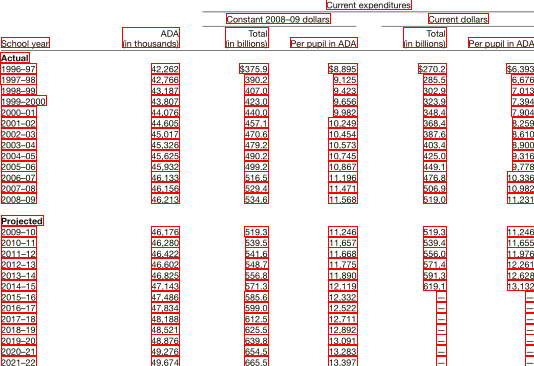 Current expenditures
Constant 2008–09 dollars Current dollars
ADA Total Total
School year (in thousands) (in billions) Per pupil in ADA (in billions) Per pupil in ADA
Actual
1996–97 42,262 $375.9 $8,895 $270.2 $6,393
1997–98 42,766 390.2 9,125 285.5 6,676
1998–99 43,187 407.0 9,423 302.9 7,013
1999–2000 43,807 423.0 9,656 323.9 7,394
2000–01 44,076 440.0 9,982 348.4 7,904
2001–02 44,605 457.1 10,249 368.4 8,259
2002–03 45,017 470.6 10,454 387.6 8,610
2003–04 45,326 479.2 10,573 403.4 8,900
2004–05 45,625 490.2 10,745 425.0 9,316
2005–06 45,932 499.2 10,867 449.1 9,778
2006–07 46,133 516.5 11,196 476.8 10,336
2007–08 46,156 529.4 11,471 506.9 10,982
2008–09 46,213 534.6 11,568 519.0 11,231
Projected
2009–10 46,176 519.3 11,246 519.3 11,246
2010–11 46,280 539.5 11,657 539.4 11,655
2011–12 46,422 541.6 11,668 556.0 11,976
2012–13 46,602 548.7 11,775 571.4 12,261
2013–14 46,825 556.8 11,890 591.3 12,628
2014–15 47,143 571.3 12,119 619.1 13,132
2015–16 47,486 585.6 12,332 — —
2016–17 47,834 599.0 12,522 — —
2017–18 48,188 612.5 12,711 — —
2018–19 48,521 625.5 12,892 — —
2019–20 48,876 639.8 13,091 — —
2020–21 49,276 654.5 13,283 — —
2021–22 49,674 665.5 13,397 — —